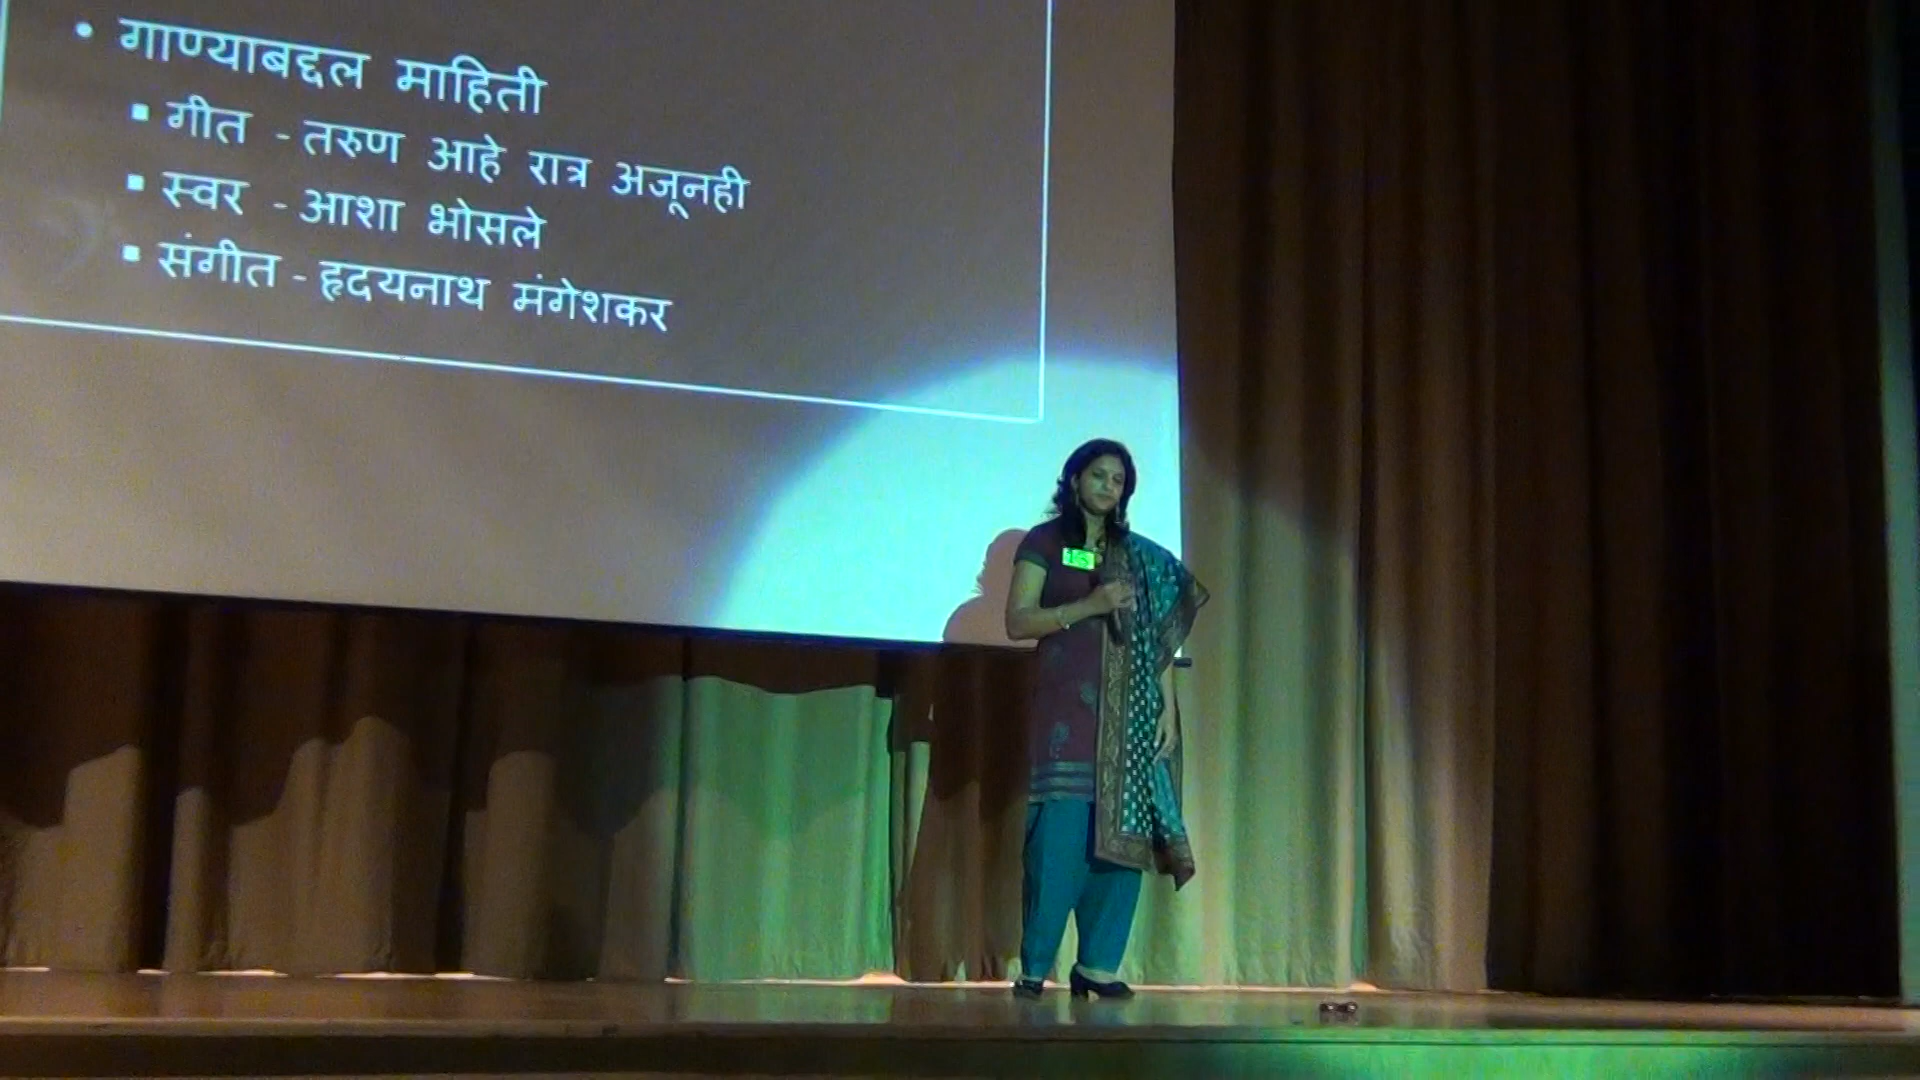 • गाण्याबद्दल माहिती
▪ गीत - तरुण आहे रात्र अजूनही
▪ स्वर - आशा भोसले
▪ संगीत - हृदयनाथ मंगेशकर